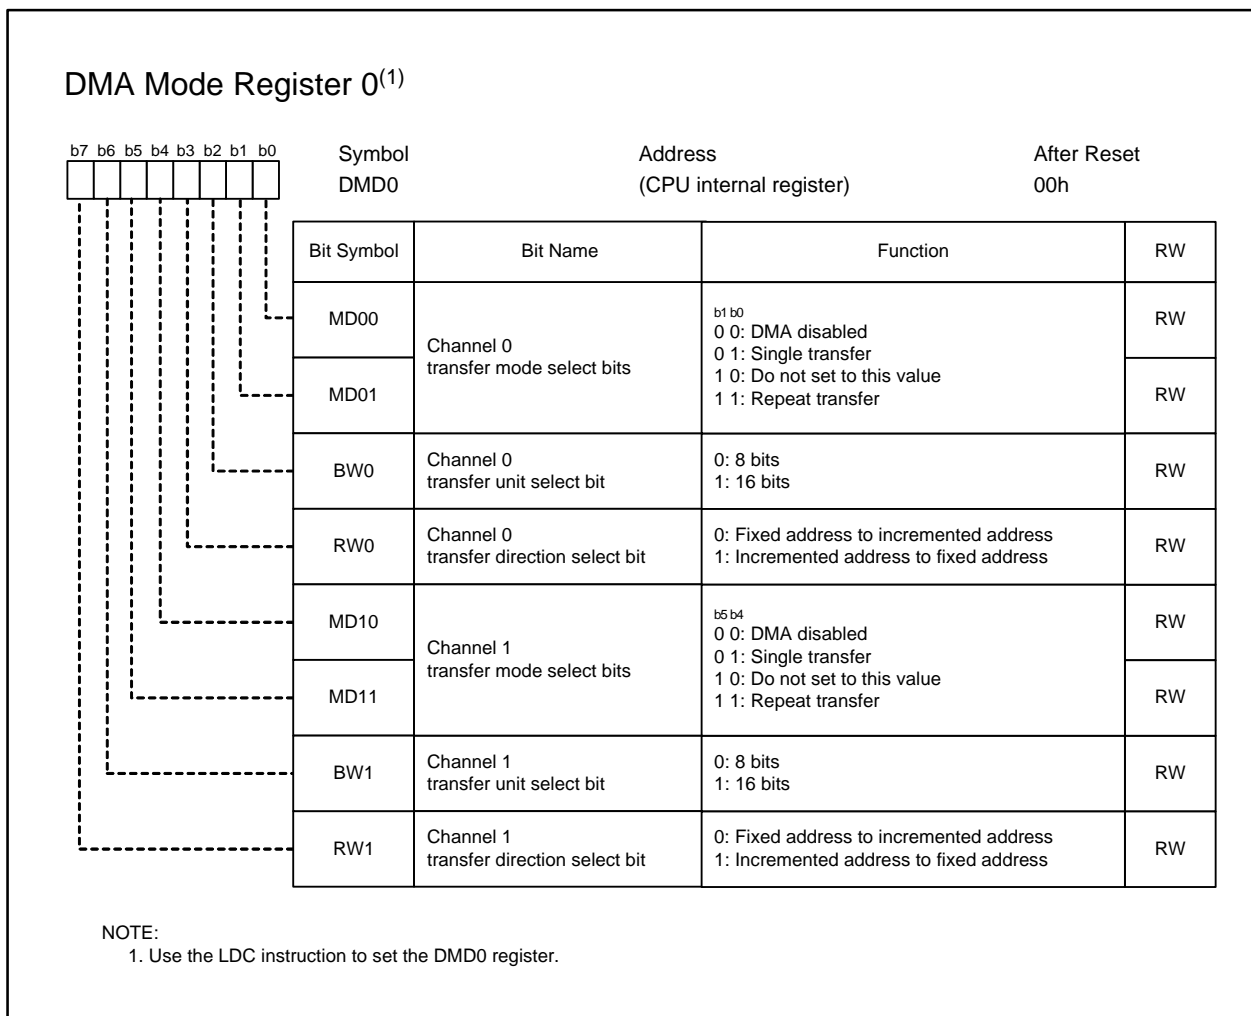 DMA Mode Register 0(1)
b7 b6 b5 b4 b3 b2 b1 b0
Symbol Address After Reset
DMD0 (CPU internal register) 00h
Bit Symbol Bit Name Function RW
MD00
MD01
Channel 0
transfer mode select bits
b1 b0
0 0: DMA disabled
0 1: Single transfer
1 0: Do not set to this value
1 1: Repeat transfer
RW
RW
BW0
Channel 0
transfer unit select bit
0: 8 bits
1: 16 bits
RW
RW0
Channel 0
transfer direction select bit
0: Fixed address to incremented address
1: Incremented address to fixed address
RW
MD10
MD11
Channel 1
transfer mode select bits
b5 b4
0 0: DMA disabled
0 1: Single transfer
1 0: Do not set to this value
1 1: Repeat transfer
RW
RW
BW1
Channel 1
transfer unit select bit
0: 8 bits
1: 16 bits
RW
RW1
Channel 1
transfer direction select bit
0: Fixed address to incremented address
1: Incremented address to fixed address
RW
NOTE:
1. Use the LDC instruction to set the DMD0 register.